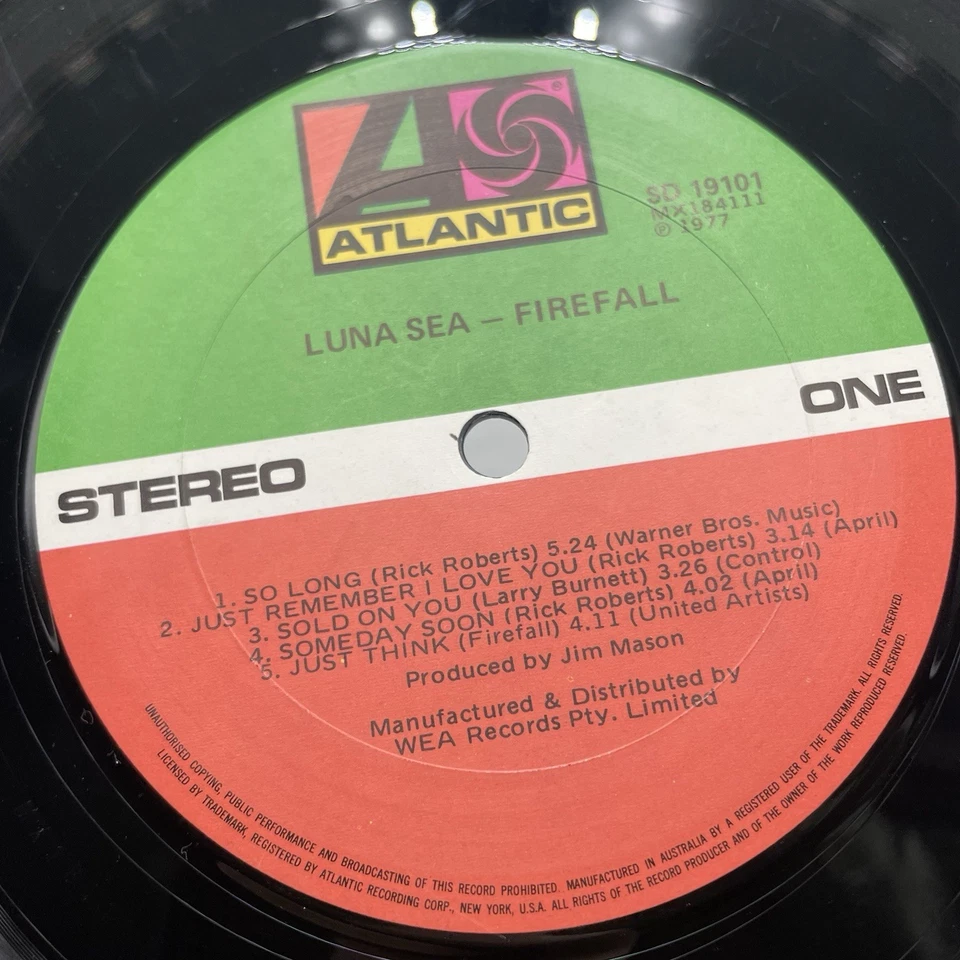 ®
ATLANTIC
SD 19101
MX184111
℗ 1977
LUNA SEA – FIREFALL
STEREO
ONE
1. SO LONG (Rick Roberts) 5.24 (Warner Bros. Music)
2. JUST REMEMBER I LOVE YOU (Rick Roberts) 3.14 (April)
3. SOLD ON YOU (Larry Burnett) 3.26 (Control)
4. SOMEDAY SOON (Rick Roberts) 4.02 (April)
5. JUST THINK (Firefall) 4.11 (United Artists)
Produced by Jim Mason
Manufactured & Distributed by
WEA Records Pty. Limited
UNAUTHORISED COPYING, PUBLIC PERFORMANCE AND BROADCASTING OF THIS RECORD PROHIBITED. MANUFACTURED IN AUSTRALIA BY A REGISTERED USER OF THE TRADEMARK. ALL RIGHTS RESERVED.
LICENSED BY TRADEMARK, REGISTERED BY ATLANTIC RECORDING CORP., NEW YORK, U.S.A. ALL RIGHTS OF THE RECORD PRODUCER AND OF THE OWNER OF THE WORK REPRODUCED RESERVED.